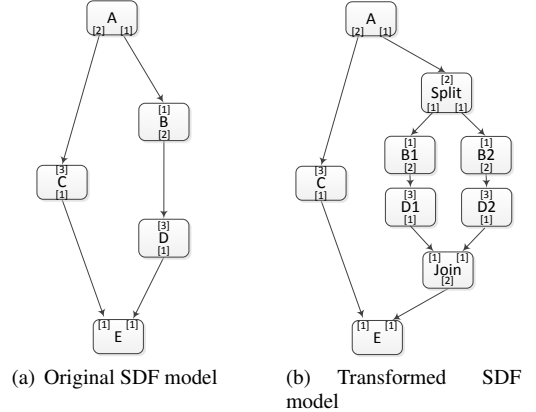 A
[2] [1]
[1]
B
[2]
[3]
C
[1]
[3]
D
[1]
[1] [1]
E
(a) Original SDF model
A
[2] [1]
[2]
Split
[1] [1]
[1]
B1
[2]
[1]
B2
[2]
[3]
C
[1]
[3]
D1
[1]
[3]
D2
[1]
[1] [1]
Join
[2]
[1] [1]
E
(b) Transformed SDF
model